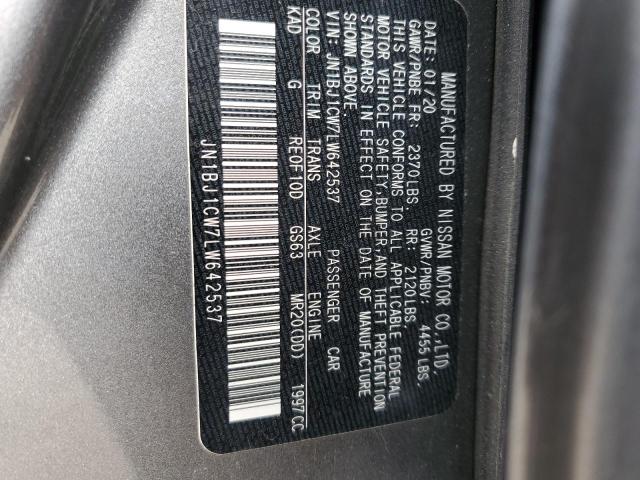 MANUFACTURED BY NISSAN MOTOR CO.,LTD.
DATE: 01/20 GVWR/PNBV: 4455 LBS.
GAWR/PNBE FR: 2370LBS. RR: 2120LBS.
THIS VEHICLE CONFORMS TO ALL APPLICABLE FEDERAL
MOTOR VEHICLE SAFETY,BUMPER,AND THEFT PREVENTION
STANDARDS IN EFFECT ON THE DATE OF MANUFACTURE
SHOWN ABOVE.
VIN: JN1BJ1CW7LW642537 PASSENGER CAR
COLOR TRIM TRANS AXLE ENGINE
KAD G RE0F10D GS63 MR20(DD) 1997CC
JN1BJ1CW7LW642537